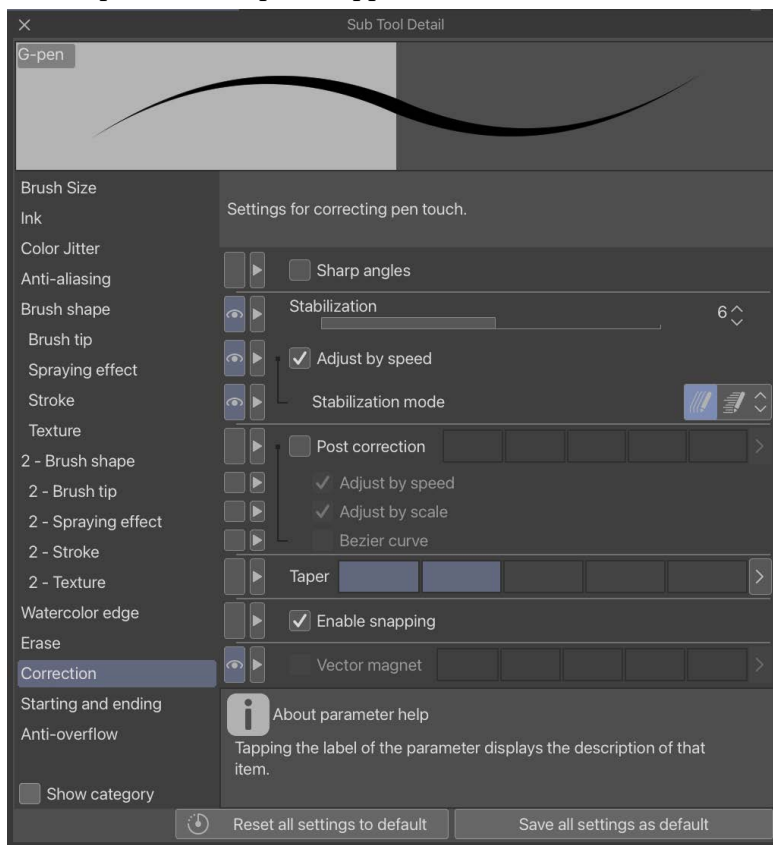 Sub Tool Detail
G-pen
Brush Size
Ink
Color Jitter
Anti-aliasing
Brush shape
Brush tip
Spraying effect
Stroke
Texture
2 - Brush shape
2 - Brush tip
2 - Spraying effect
2 - Stroke
2 - Texture
Watercolor edge
Erase
Correction
Starting and ending
Anti-overflow
Show category
Settings for correcting pen touch.
Sharp angles
Stabilization 6
Adjust by speed
Stabilization mode
Post correction
Adjust by speed
Adjust by scale
Bezier curve
Taper
Enable snapping
Vector magnet
i About parameter help
Tapping the label of the parameter displays the description of that
item.
Reset all settings to default
Save all settings as default